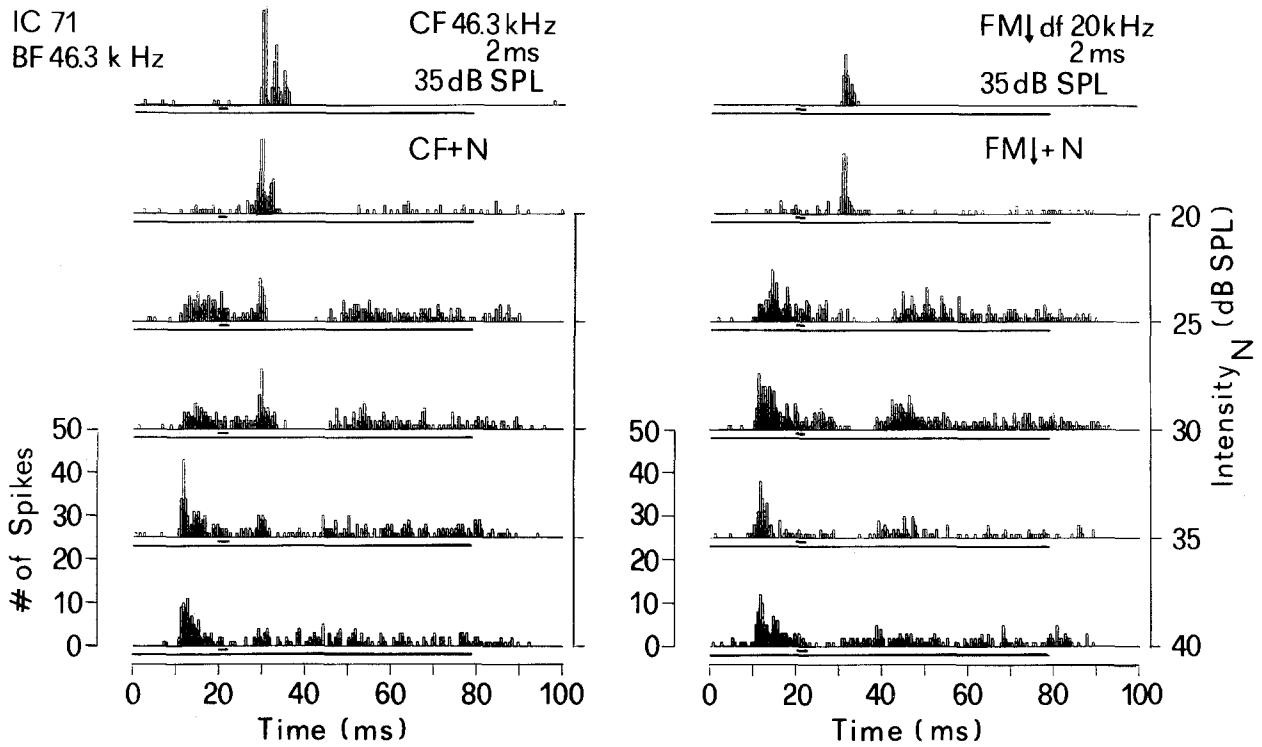 IC 71
BF 46.3 k Hz
CF 46.3 kHz
2 ms
35 dB SPL
FM↓ df 20 kHz
2 ms
35 dB SPL
CF+N
FM↓+ N
20
25
30
35
40
Intensity N (dB SPL)
50
40
30
20
10
0
# of Spikes
50
40
30
20
10
0
0 20 40 60 80 100
Time (ms)
0 20 40 60 80 100
Time (ms)